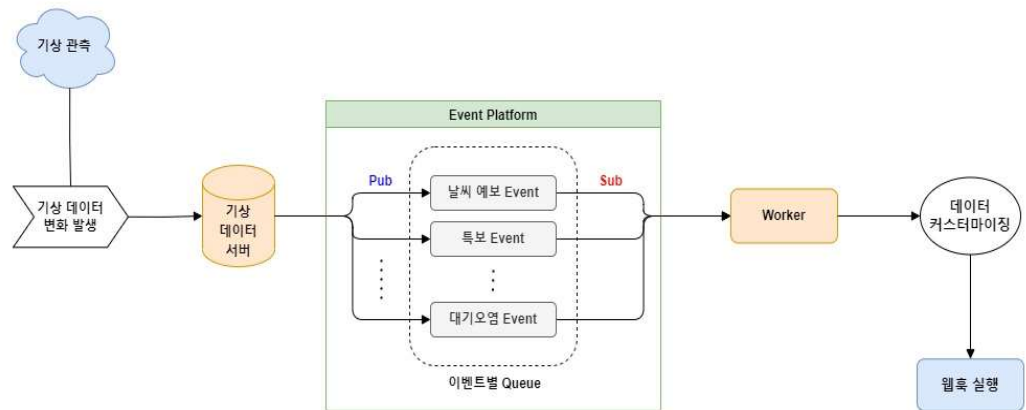 기상 관측
Event Platform
Pub
Sub
날씨 예보 Event
기상 데이터
변화 발생
기상
데이터
서버
특보 Event
Worker
데이터
커스터마이징
대기오염 Event
이벤트별 Queue
웹훅 실행